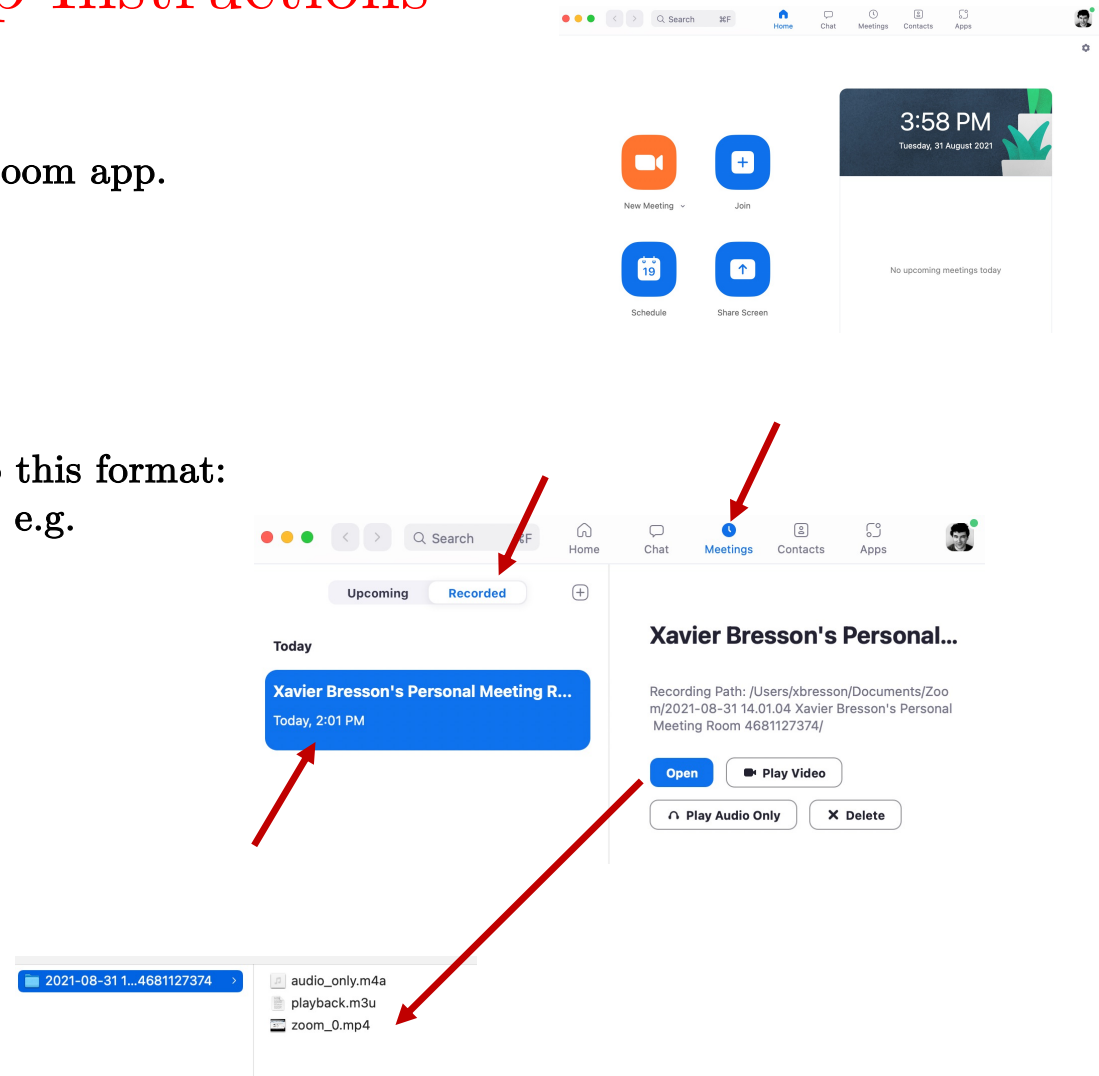 Instructions
Search ⌘F
Home
Chat
Meetings
Contacts
Apps
oom app.
3:58 PM
Tuesday, 31 August 2021
New Meeting
Join
19
Schedule
Share Screen
No upcoming meetings today
this format:
e.g.
Search F
Home
Chat
Meetings
Contacts
Apps
Upcoming
Recorded
Today
Xavier Bresson's Personal Meeting R...
Today, 2:01 PM
Xavier Bresson's Personal...
Recording Path: /Users/xbresson/Documents/Zoo
m/2021-08-31 14.01.04 Xavier Bresson's Personal
Meeting Room 4681127374/
Open
Play Video
Play Audio Only
Delete
2021-08-31 1...4681127374
audio_only.m4a
playback.m3u
zoom_0.mp4